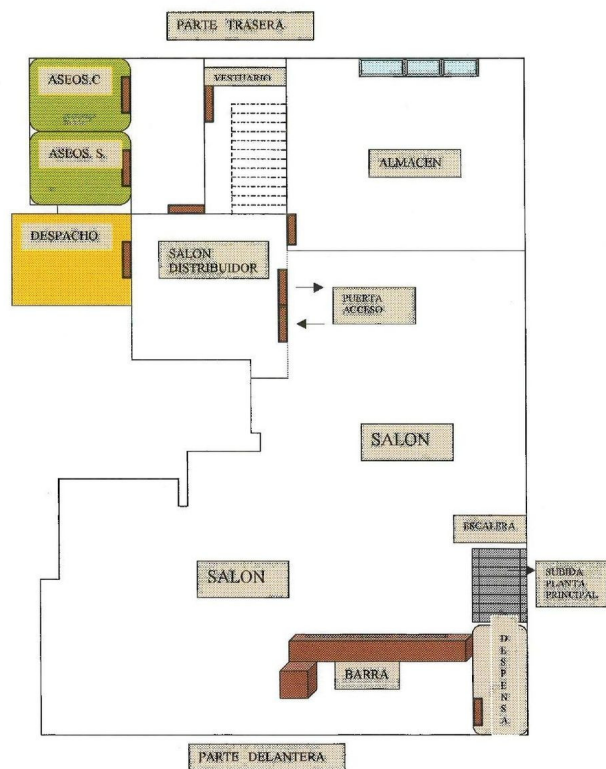 PARTE TRASERA
ASEOS.C
VESTUARIO
ASEOS. S.
ALMACEN
DESPACHO
SALON
DISTRIBUIDOR
PUERTA
ACCESO
SALON
ESCALERA
SALON
SUBIDA
PLANTA
PRINCIPAL
BARRA
DESPENSA
PARTE DELANTERA